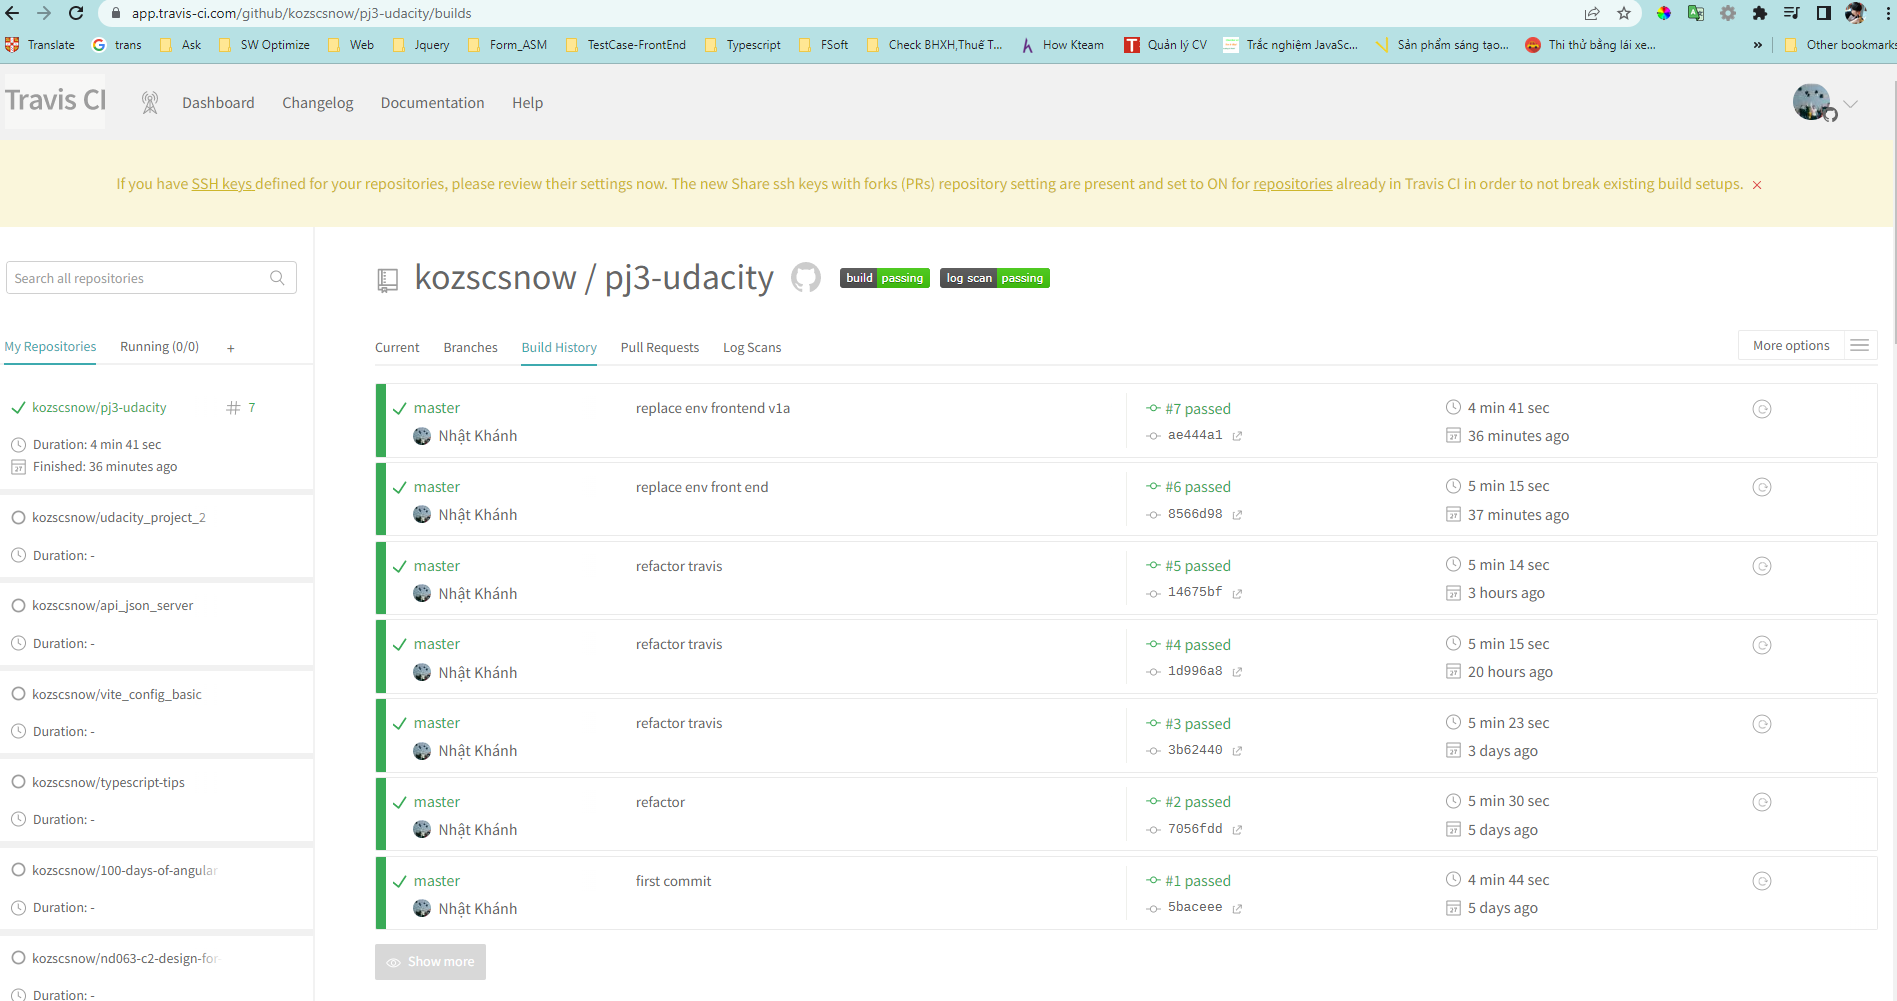 app.travis-ci.com/github/kozscsnow/pj3-udacity/builds
Translate trans Ask SW Optimize Web Jquery Form_ASM TestCase-FrontEnd Typescript FSoft Check BHXH,Thuế T... How Kteam Quản lý CV Trắc nghiệm JavaSc... Sản phẩm sáng tạo... Thi thử bằng lái xe... » Other bookmarks
Travis CI Dashboard Changelog Documentation Help
If you have SSH keys defined for your repositories, please review their settings now. The new Share ssh keys with forks (PRs) repository setting are present and set to ON for repositories already in Travis CI in order to not break existing build setups.
Search all repositories
My Repositories Running (0/0) +
kozscsnow/pj3-udacity # 7
Duration: 4 min 41 sec
Finished: 36 minutes ago
kozscsnow/udacity_project_2
Duration: -
kozscsnow/api_json_server
Duration: -
kozscsnow/vite_config_basic
Duration: -
kozscsnow/typescript-tips
Duration: -
kozscsnow/100-days-of-angular
Duration: -
kozscsnow/nd063-c2-design-for-
Duration: -
kozscsnow / pj3-udacity build passing log scan passing
Current Branches Build History Pull Requests Log Scans More options
master replace env frontend v1a #7 passed 4 min 41 sec
Nhật Khánh ae444a1 36 minutes ago
master replace env front end #6 passed 5 min 15 sec
Nhật Khánh 8566d98 37 minutes ago
master refactor travis #5 passed 5 min 14 sec
Nhật Khánh 14675bf 3 hours ago
master refactor travis #4 passed 5 min 15 sec
Nhật Khánh 1d996a8 20 hours ago
master refactor travis #3 passed 5 min 23 sec
Nhật Khánh 3b62440 3 days ago
master refactor #2 passed 5 min 30 sec
Nhật Khánh 7056fdd 5 days ago
master first commit #1 passed 4 min 44 sec
Nhật Khánh 5baceee 5 days ago
Show more